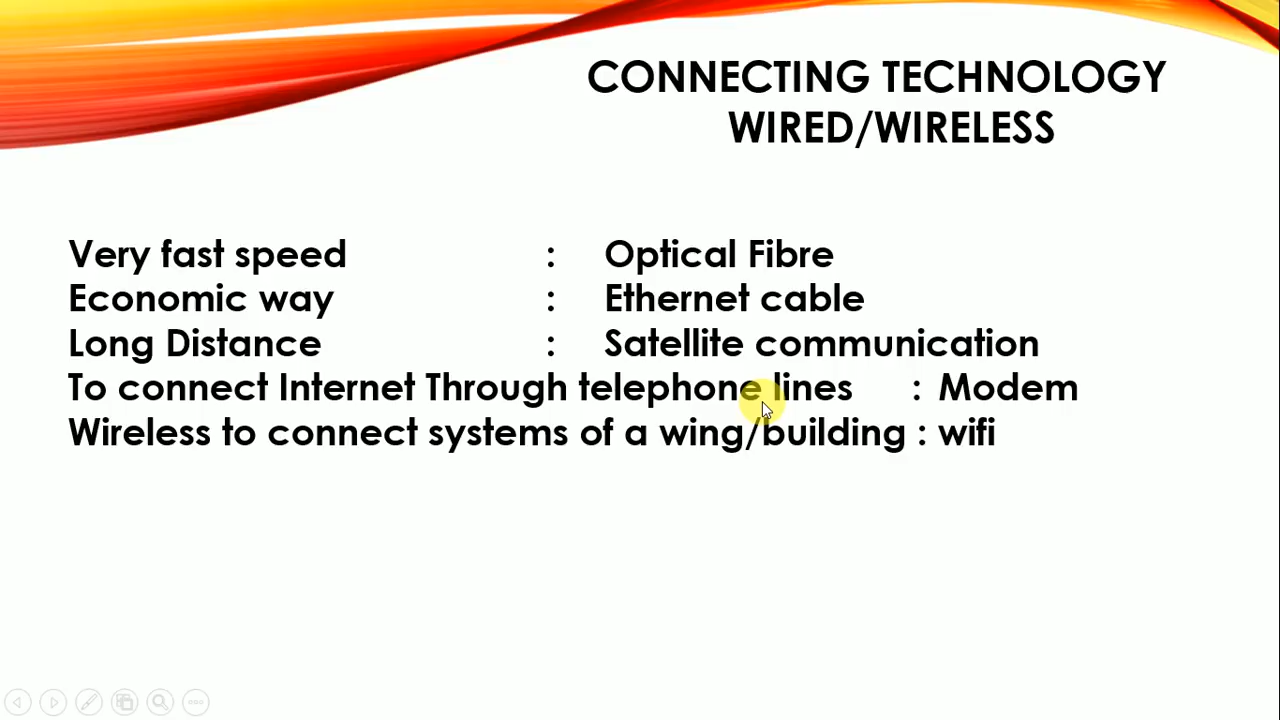 CONNECTING TECHNOLOGY
WIRED/WIRELESS
Very fast speed : Optical Fibre
Economic way : Ethernet cable
Long Distance : Satellite communication
To connect Internet Through telephone lines : Modem
Wireless to connect systems of a wing/building : wifi